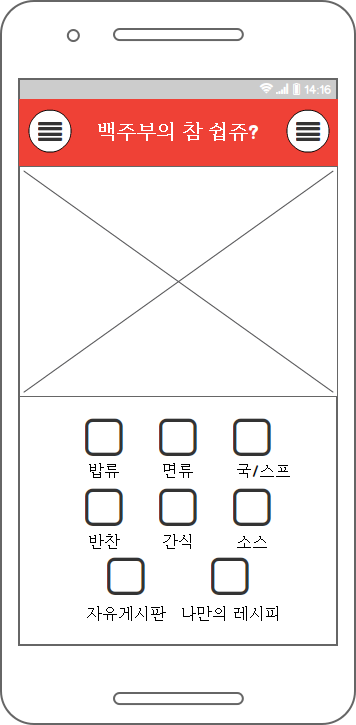 14:16
백주부의 참 쉽쥬?
밥류 면류 국/스프
반찬 간식 소스
자유게시판 나만의 레시피